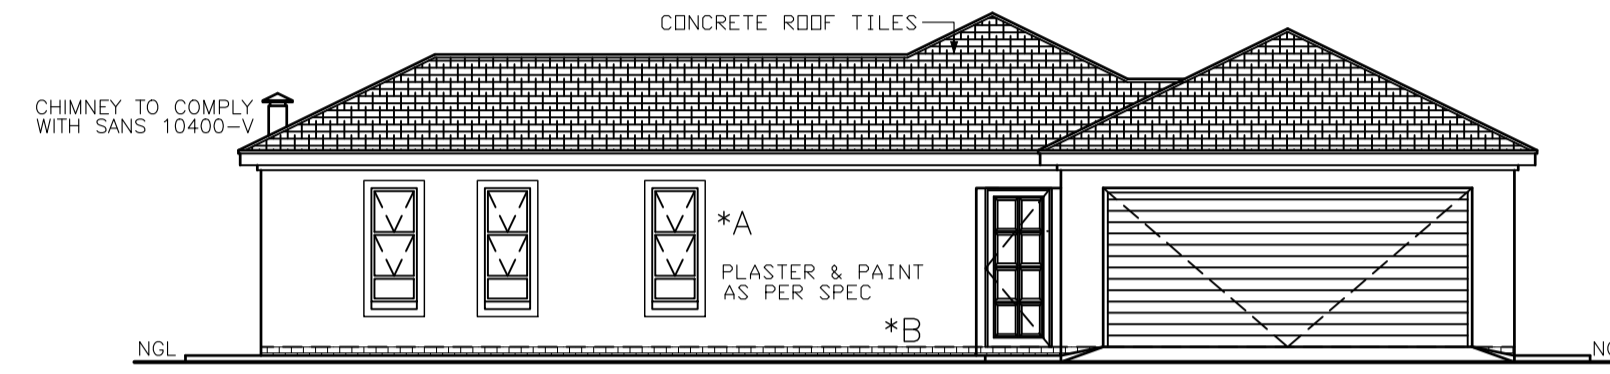 CONCRETE ROOF TILES
CHIMNEY TO COMPLY
WITH SANS 10400-V
*A
PLASTER & PAINT
AS PER SPEC
*B
NGL